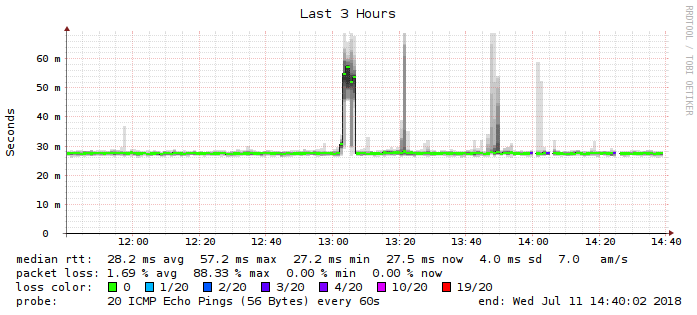 Last 3 Hours
RRDTOOL / TOBI OETIKER
Seconds
60 m
50 m
40 m
30 m
20 m
10 m
0
12:00 12:20 12:40 13:00 13:20 13:40 14:00 14:20 14:40
median rtt: 28.2 ms avg 57.2 ms max 27.2 ms min 27.5 ms now 4.0 ms sd 7.0 am/s
packet loss: 1.69 % avg 88.33 % max 0.00 % min 0.00 % now
loss color: 0 1/20 2/20 3/20 4/20 10/20 19/20
probe: 20 ICMP Echo Pings (56 Bytes) every 60s end: Wed Jul 11 14:40:02 2018